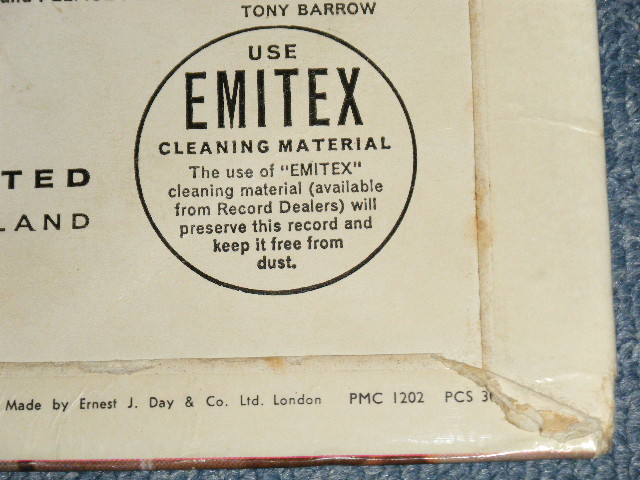 TONY BARROW
USE
EMITEX
CLEANING MATERIAL
The use of "EMITEX"
cleaning material (available
from Record Dealers) will
preserve this record and
keep it free from
dust.
TED
LAND
Made by Ernest J. Day & Co. Ltd. London PMC 1202 PCS 30